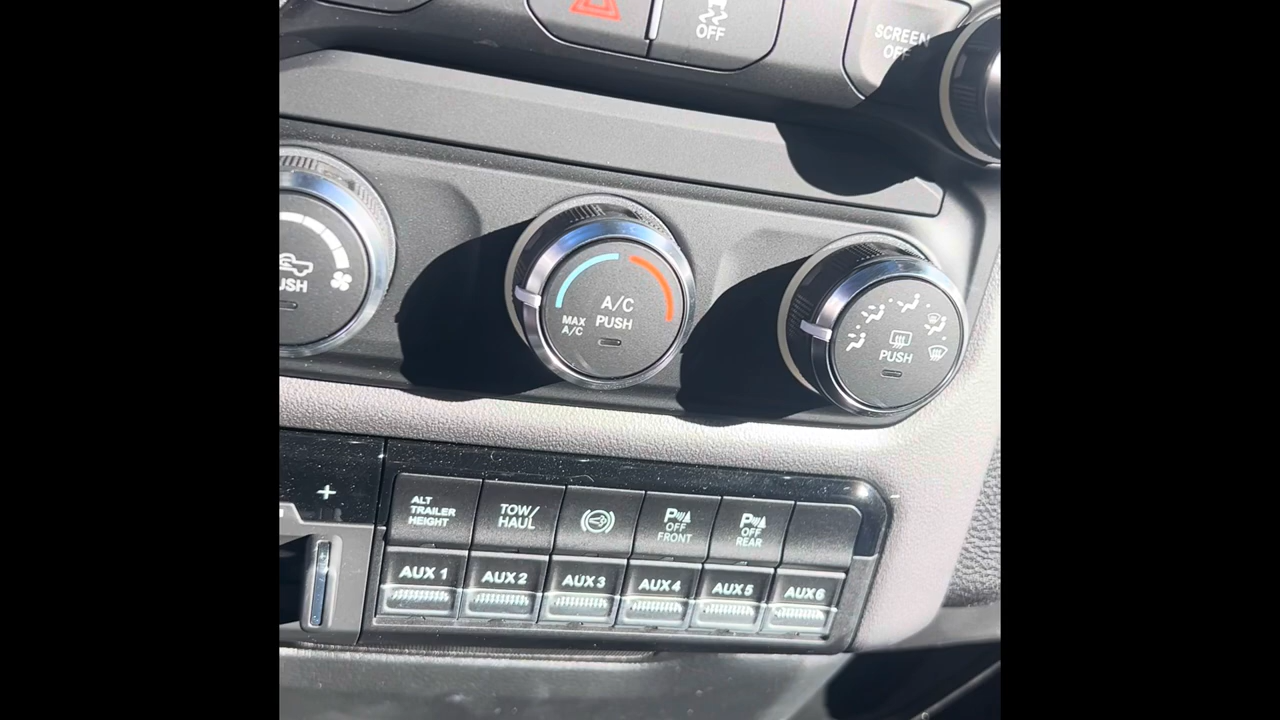 OFF
SCREEN
OFF
PUSH
A/C
MAX
A/C
PUSH
PUSH
+
ALT
TRAILER
HEIGHT
TOW/
HAUL
P
OFF
FRONT
P
OFF
REAR
AUX 1
AUX 2
AUX 3
AUX 4
AUX 5
AUX 6